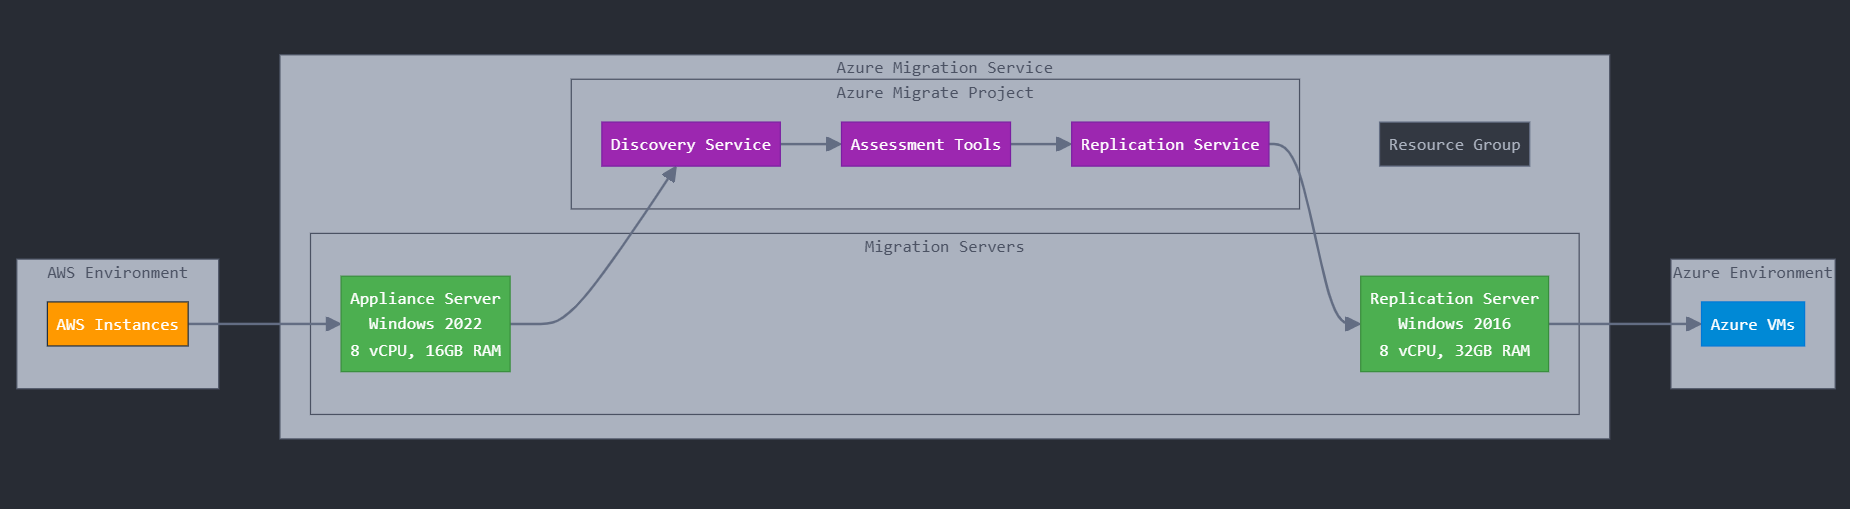 Azure Migration Service
Azure Migrate Project
Discovery Service
Assessment Tools
Replication Service
Resource Group
Migration Servers
AWS Environment
AWS Instances
Appliance Server
Windows 2022
8 vCPU, 16GB RAM
Replication Server
Windows 2016
8 vCPU, 32GB RAM
Azure Environment
Azure VMs